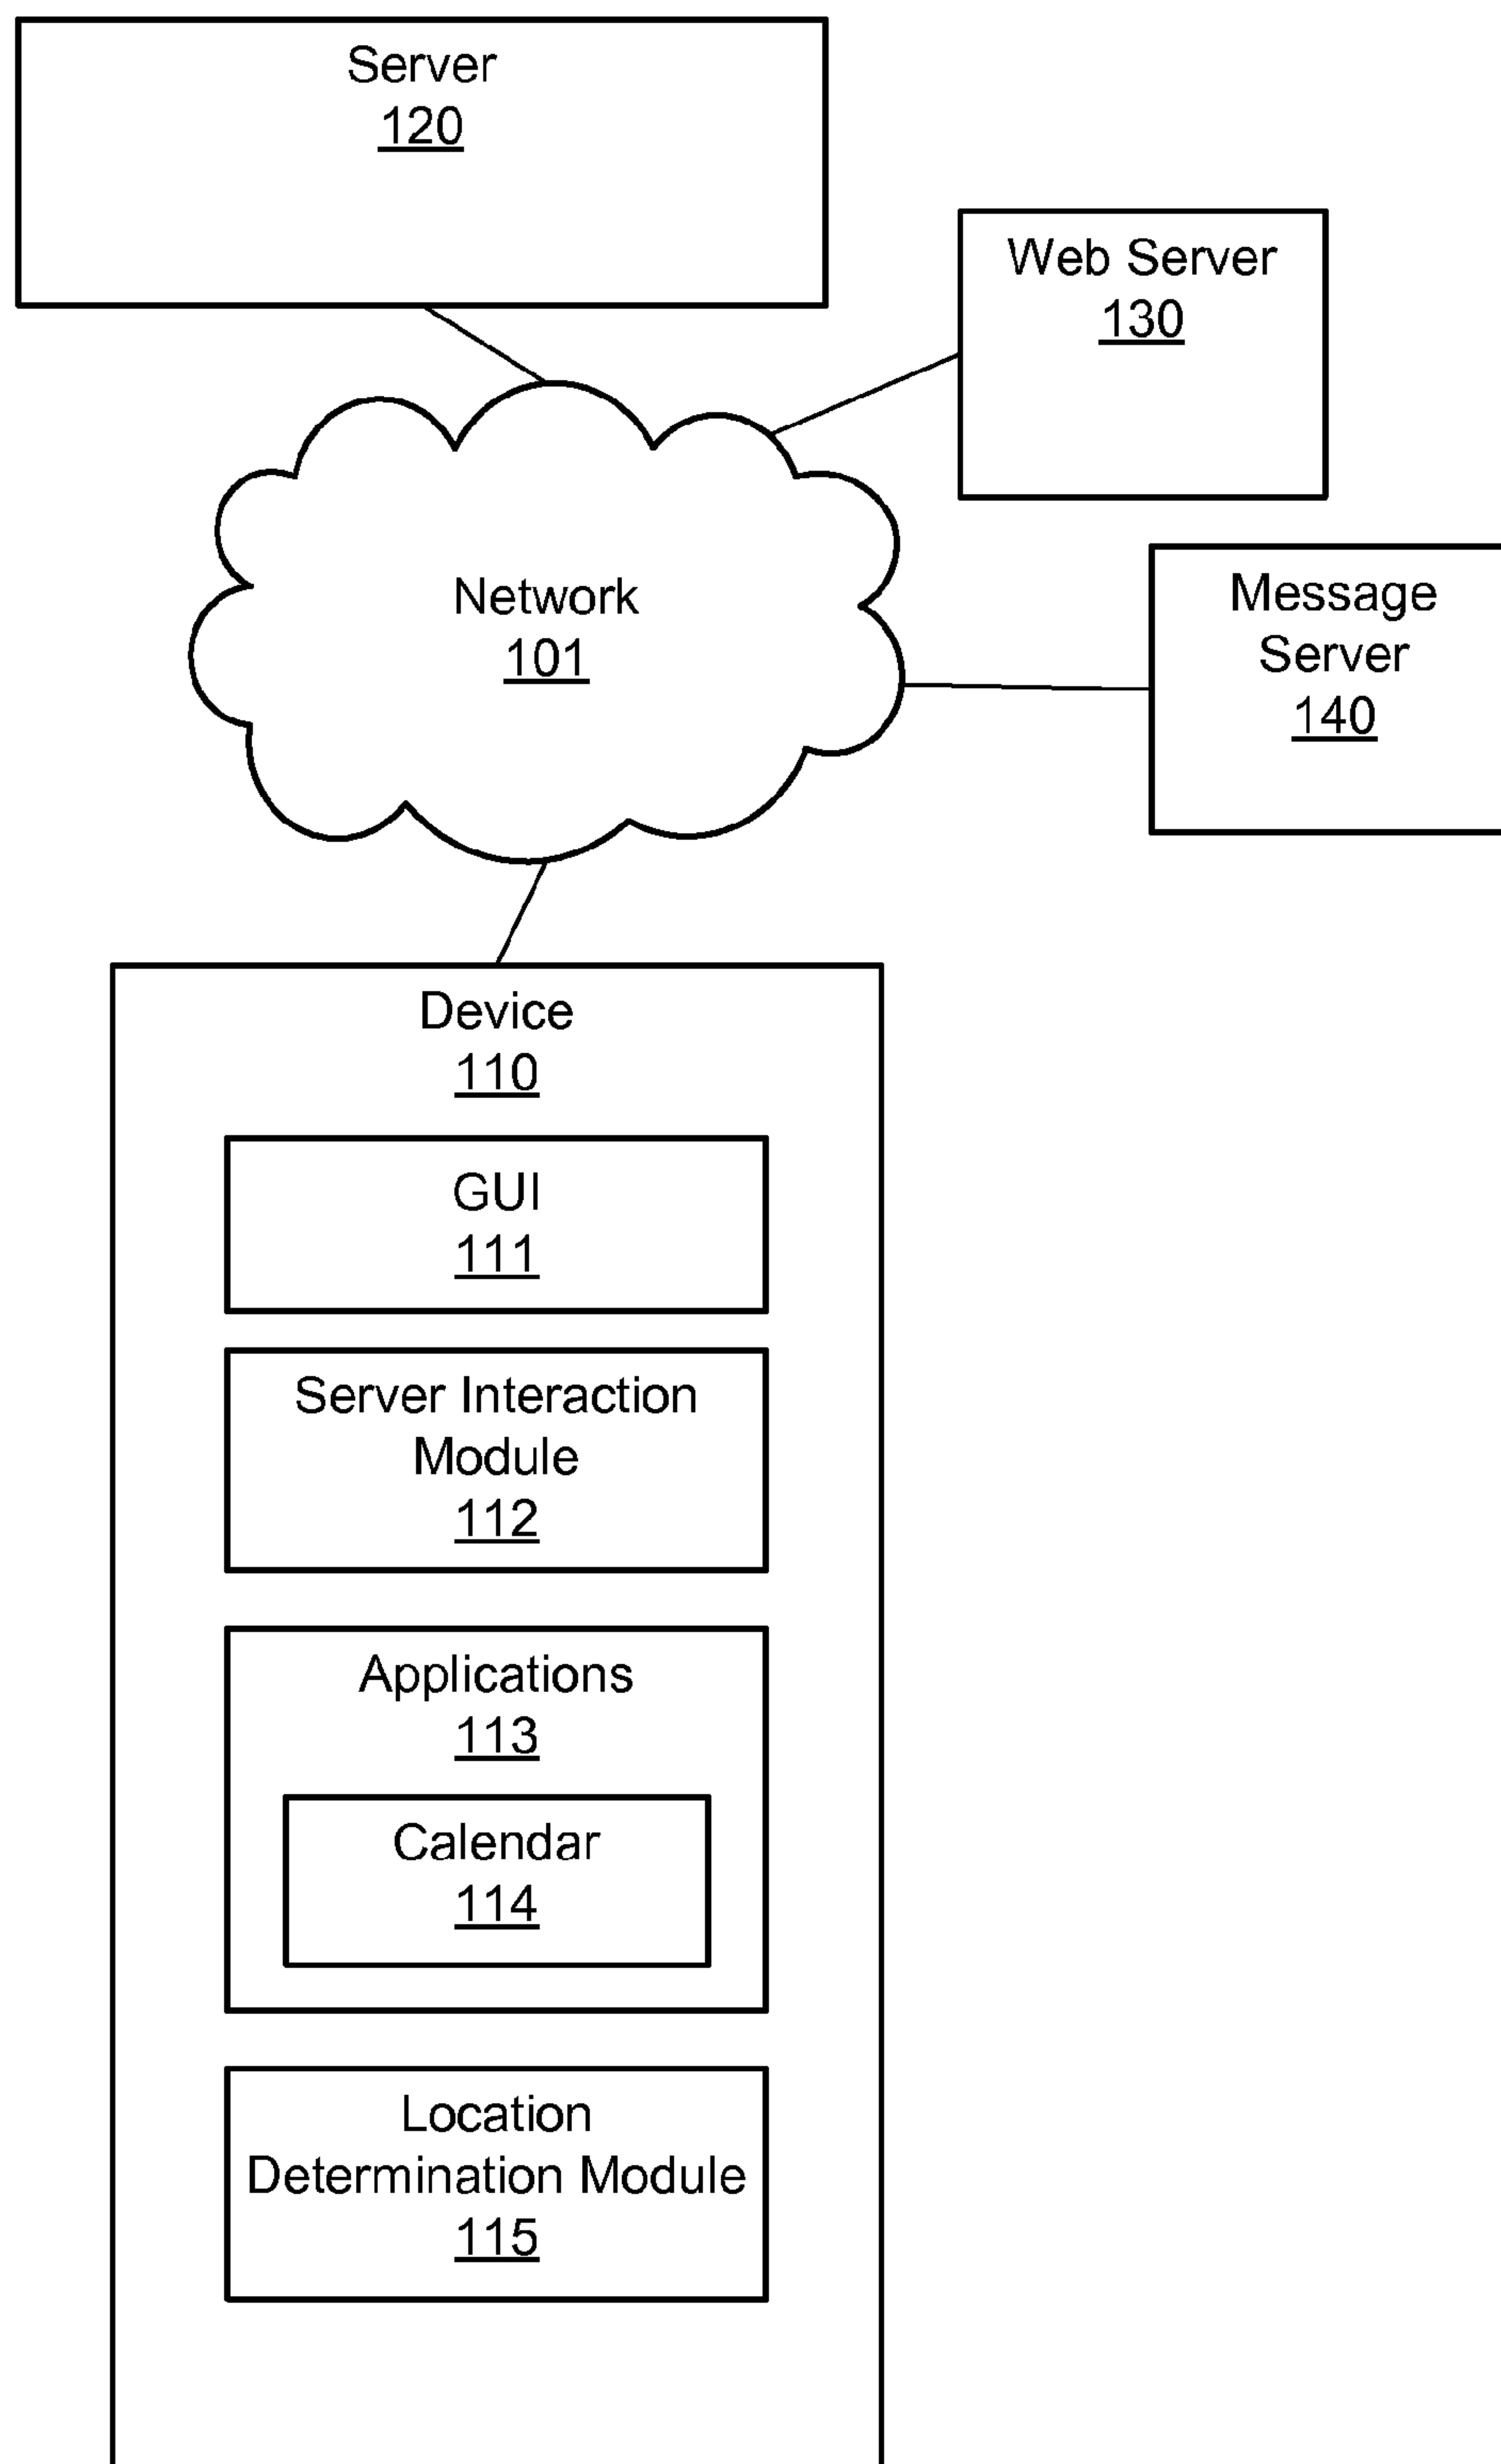 Server
120
Web Server
130
Network
101
Message
Server
140
Device
110
GUI
111
Server Interaction
Module
112
Applications
113
Calendar
114
Location
Determination Module
115